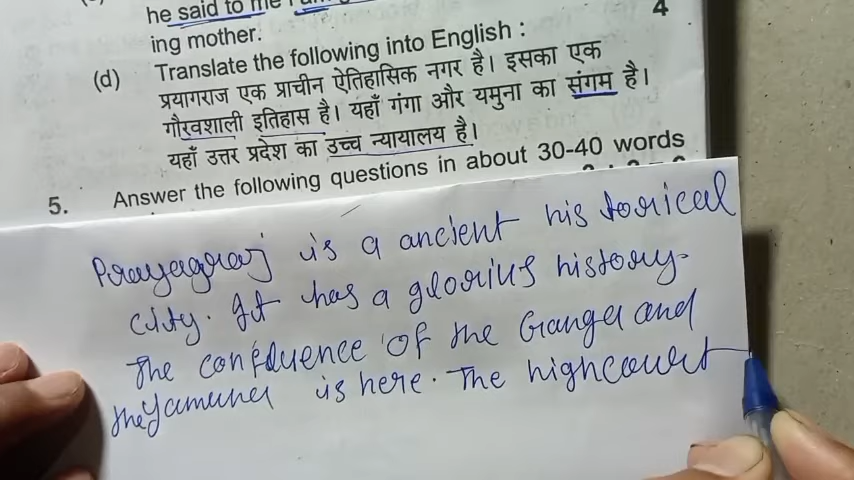 he said to me I am
ing mother.
4
(d) Translate the following into English :
प्रयागराज एक प्राचीन ऐतिहासिक नगर है। इसका एक
गौरवशाली इतिहास है। यहाँ गंगा और यमुना का संगम है।
यहाँ उत्तर प्रदेश का उच्च न्यायालय है।
5. Answer the following questions in about 30-40 words
Prayagraj is a ancient historical
city. It has a glorius history.
The confluence of the Ganga and
the Yamuna is here. The highcourt